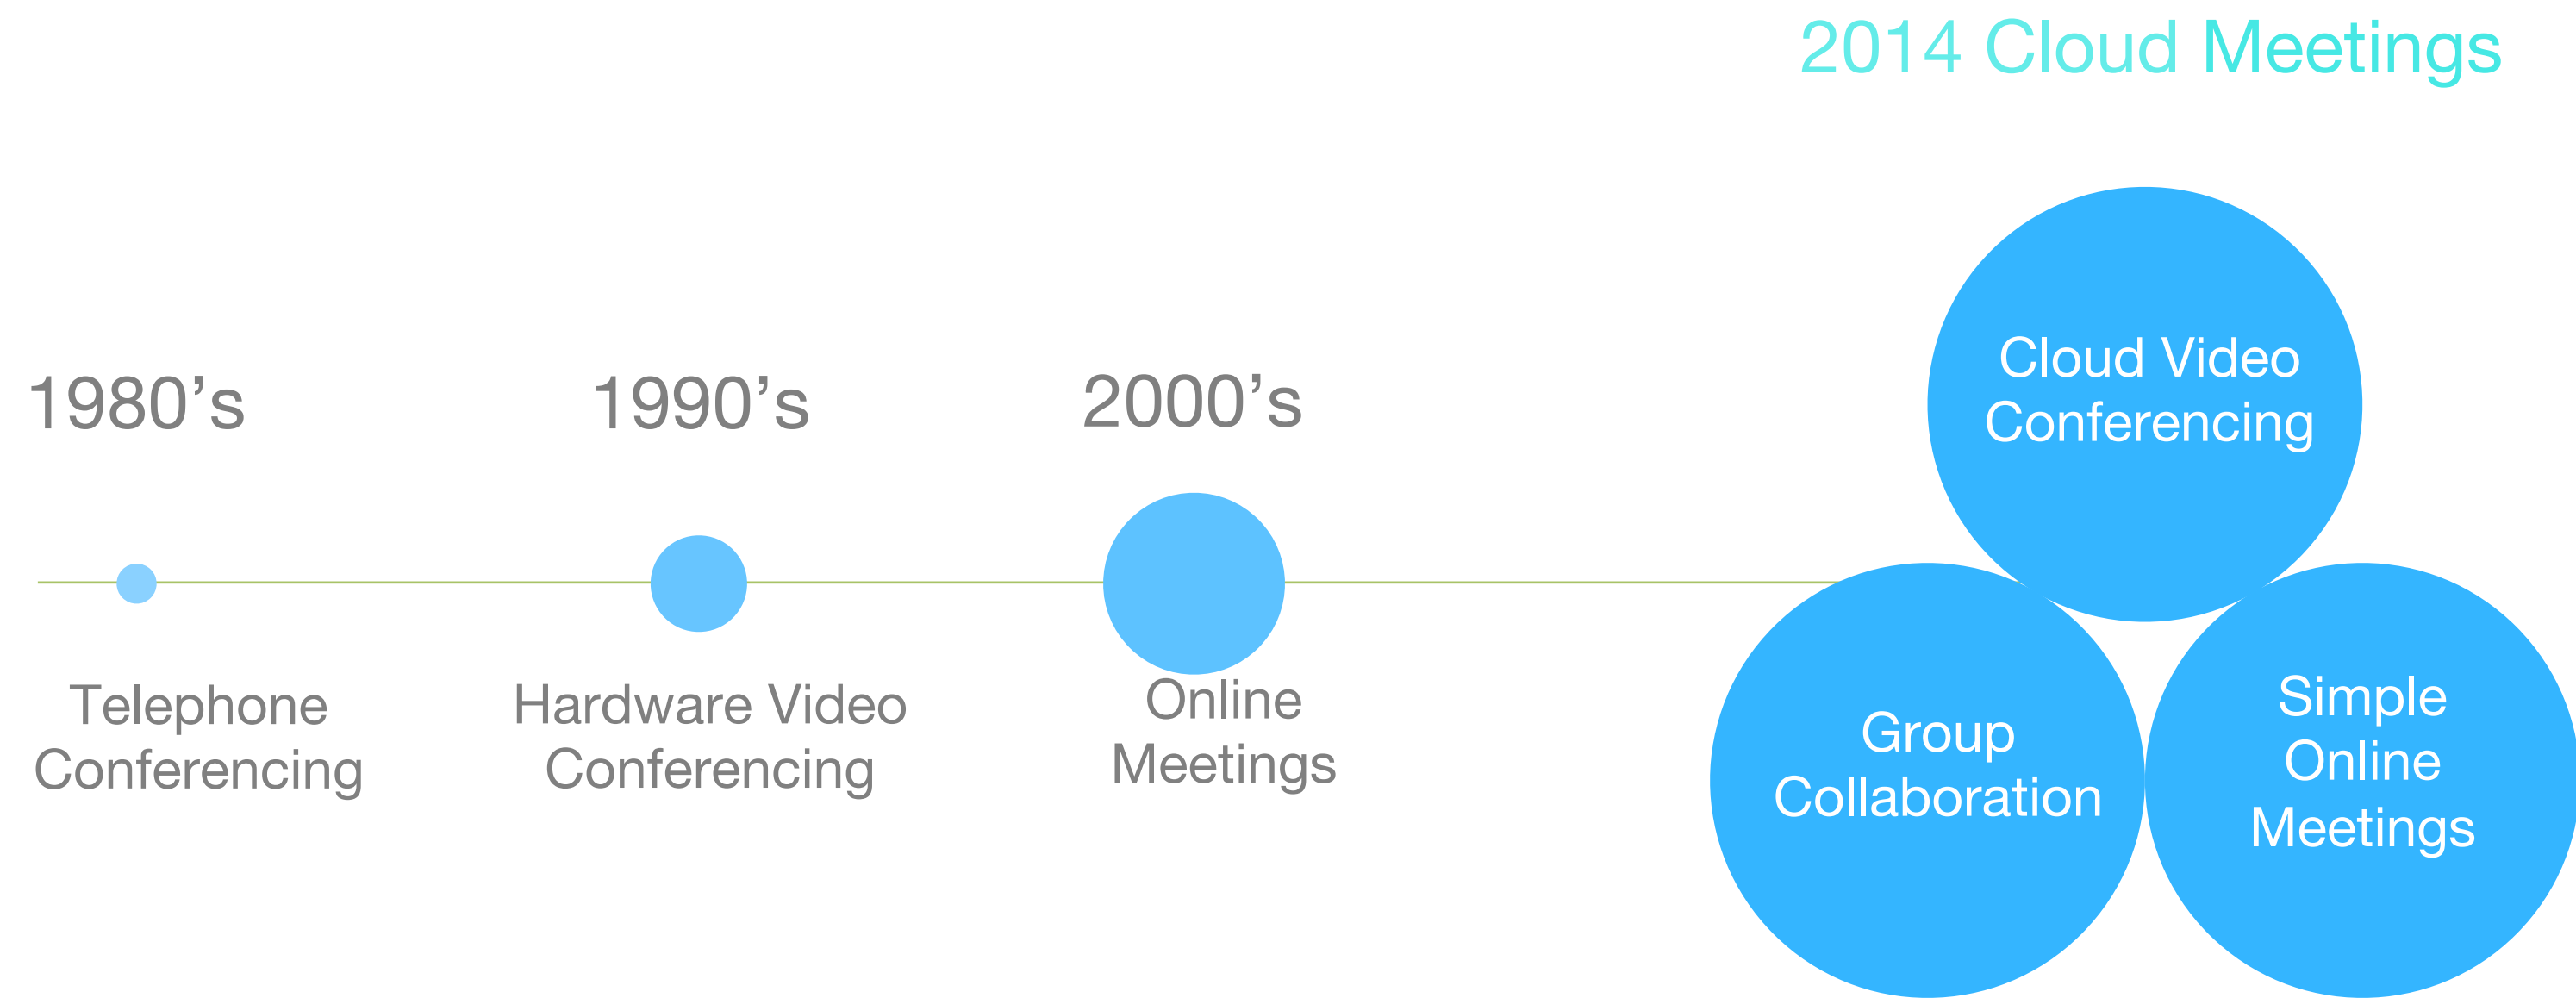 2014 Cloud Meetings
1980’s
1990’s
2000’s
Telephone
Conferencing
Hardware Video
Conferencing
Online
Meetings
Cloud Video
Conferencing
Group
Collaboration
Simple
Online
Meetings